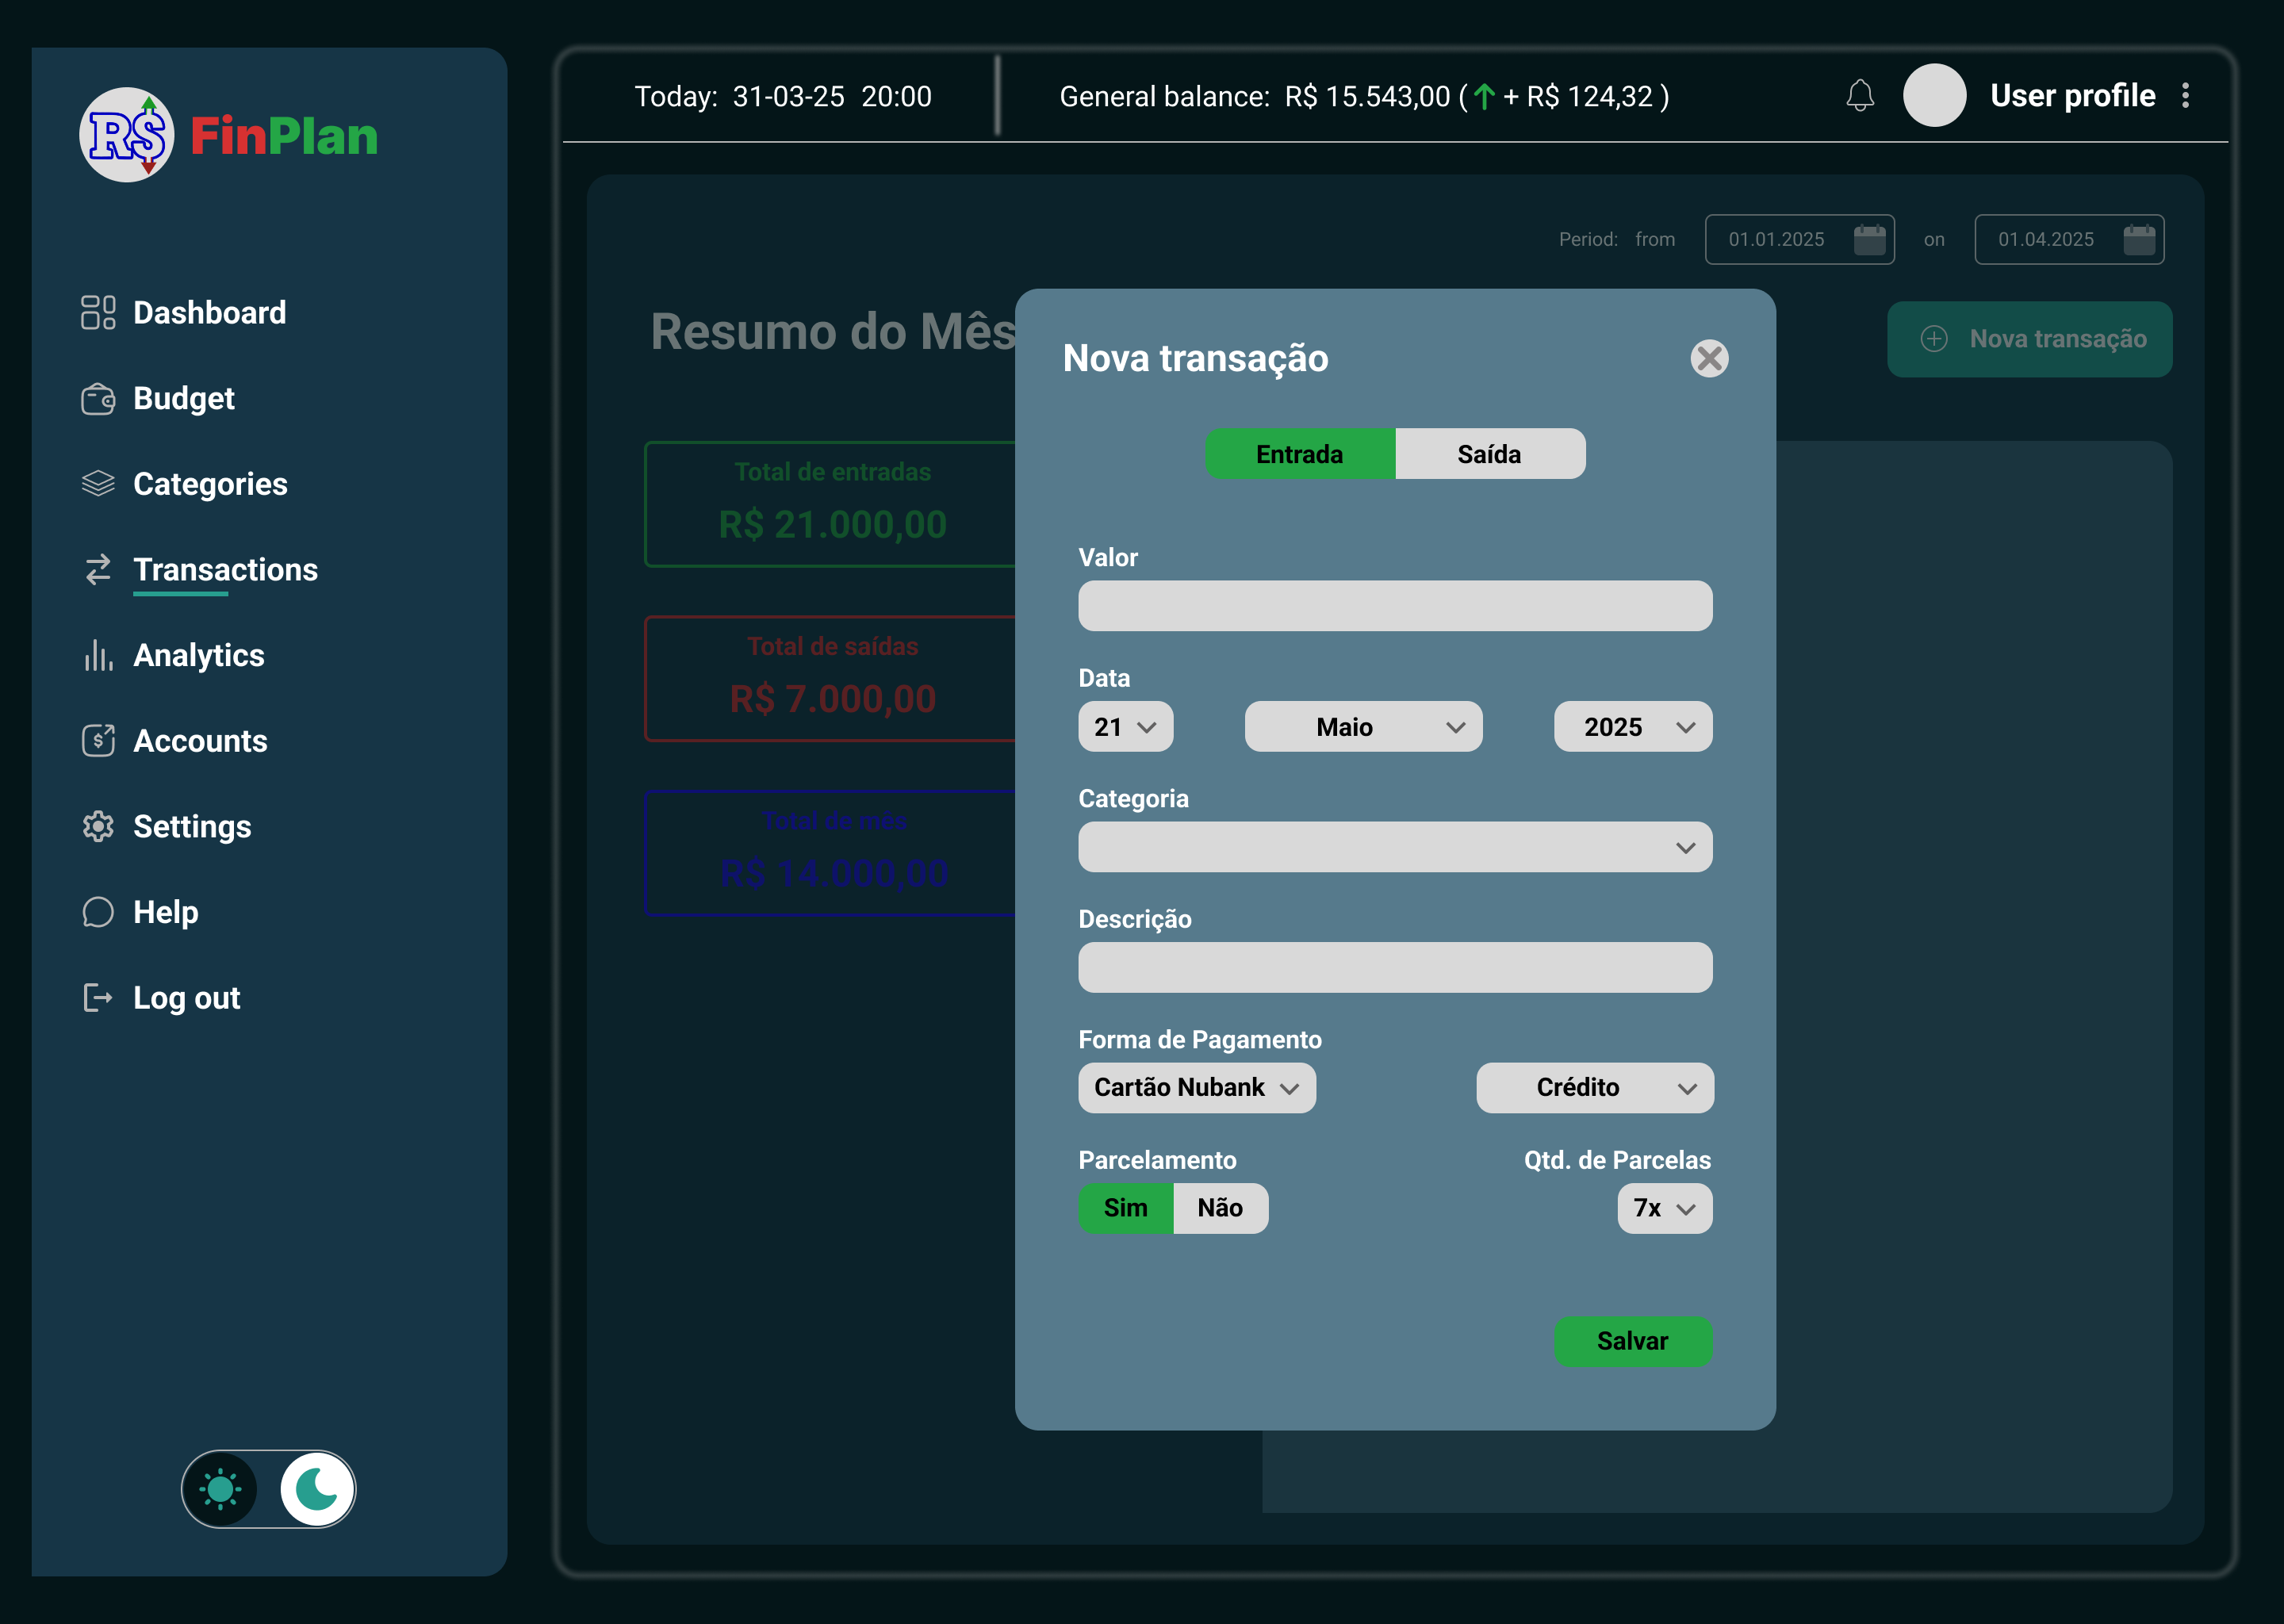 R$ FinPlan
Dashboard
Budget
Categories
Transactions
Analytics
Accounts
Settings
Help
Log out
Today: 31-03-25 20:00
General balance: R$ 15.543,00 ( + R$ 124,32 )
User profile
Period: from 01.01.2025 on 01.04.2025
Resumo do Mês
Nova transação
Total de entradas
R$ 21.000,00
Total de saídas
R$ 7.000,00
Total de mês
R$ 14.000,00
Nova transação
Entrada Saída
Valor
Data
21 Maio 2025
Categoria
Descrição
Forma de Pagamento
Cartão Nubank Crédito
Parcelamento Qtd. de Parcelas
Sim Não 7x
Salvar